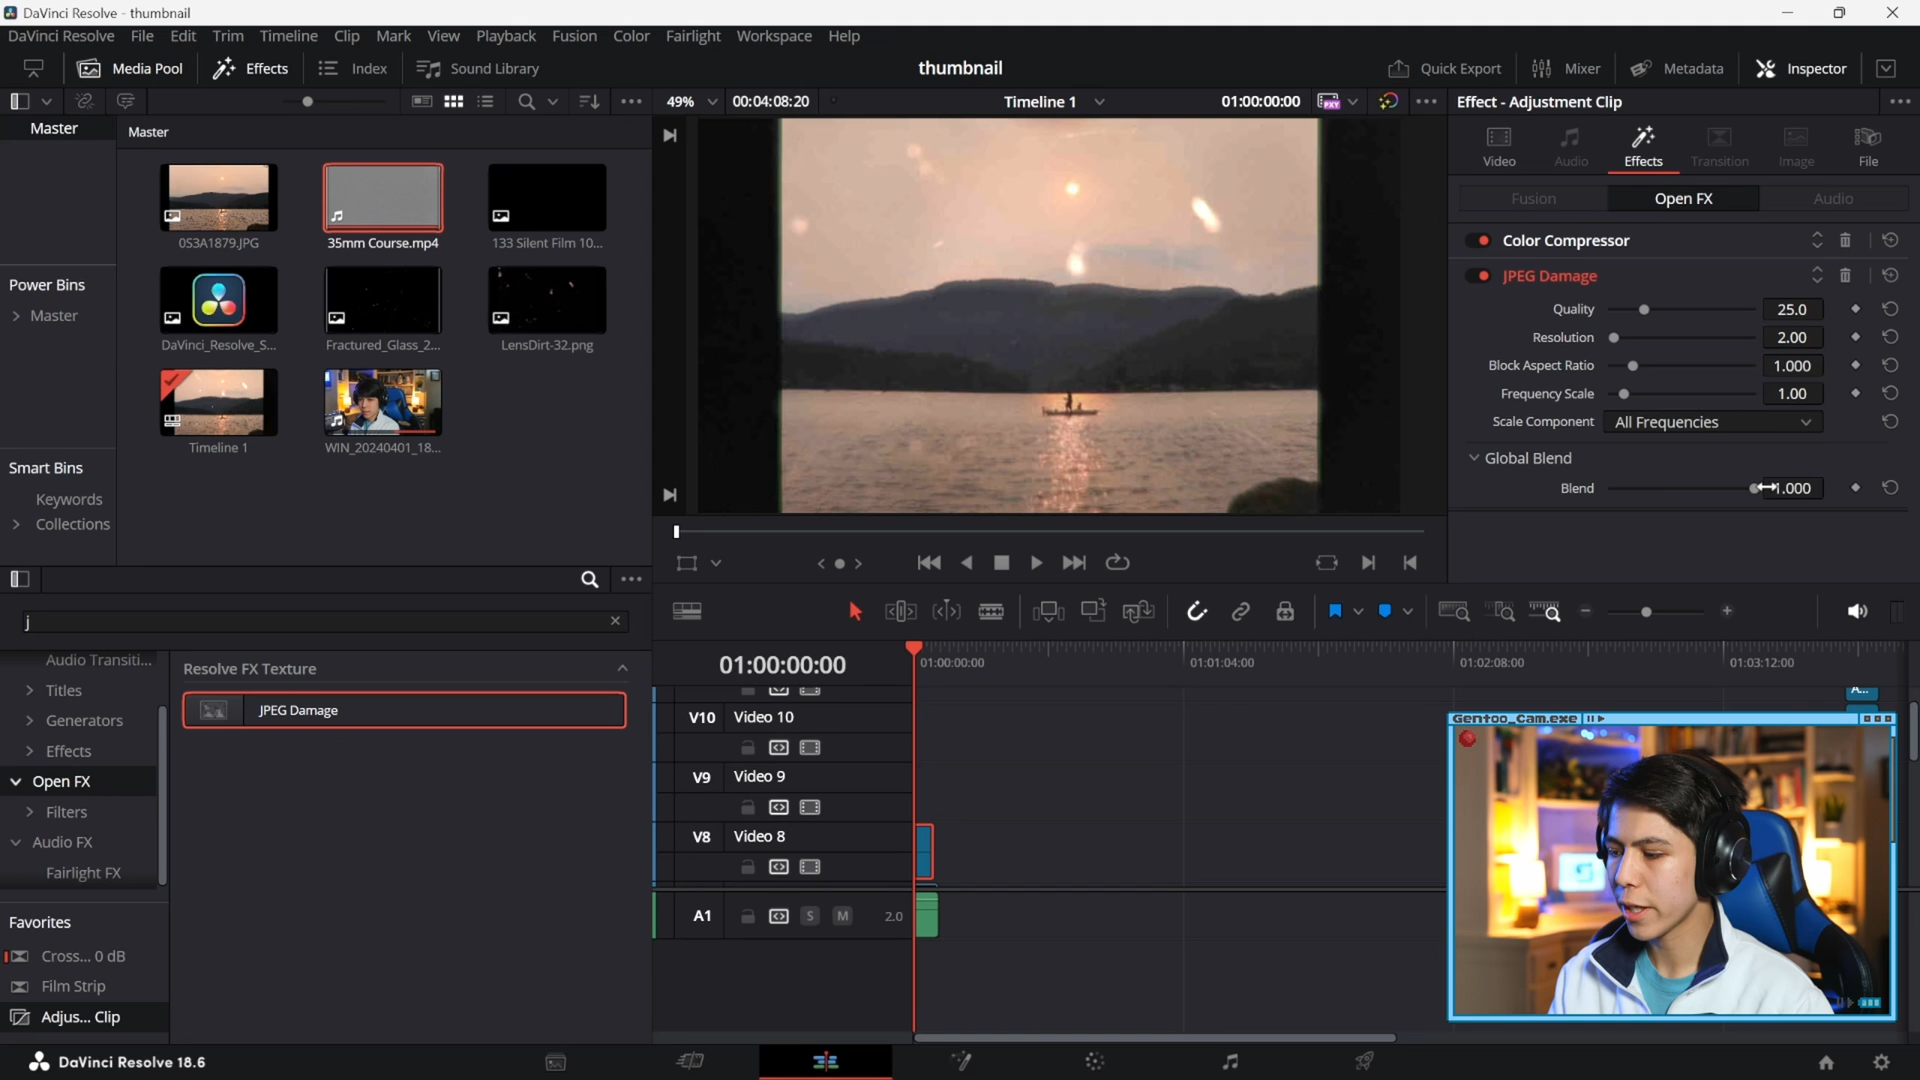 DaVinci Resolve - thumbnail
DaVinci Resolve File Edit Trim Timeline Clip Mark View Playback Fusion Color Fairlight Workspace Help
Media Pool Effects Index Sound Library thumbnail Quick Export Mixer Metadata Inspector
49% 00:04:08:20 Timeline 1 01:00:00:00 PXY Effect - Adjustment Clip
Master Master
Video Audio Effects Transition Image File
Fusion Open FX Audio
0S3A1879.JPG 35mm Course.mp4 133 Silent Film 10...
Color Compressor
JPEG Damage
Power Bins
Master
Quality 25.0
Resolution 2.00
DaVinci_Resolve_S... Fractured_Glass_2... LensDirt-32.png
Block Aspect Ratio 1.000
Frequency Scale 1.00
Scale Component All Frequencies
Timeline 1 WIN_20240401_18...
Global Blend
Smart Bins
Blend 1.000
Keywords
Collections
j
Audio Transiti...
Resolve FX Texture
01:00:00:00
01:00:00:00 01:01:04:00 01:02:08:00 01:03:12:00
Titles
JPEG Damage
A...
Generators
V10 Video 10
Gentoo_Cam.exe
Effects
Open FX
V9 Video 9
Filters
Audio FX
V8 Video 8
Fairlight FX
Favorites
A1 S M 2.0
Cross... 0 dB
Film Strip
Adjus... Clip
DaVinci Resolve 18.6